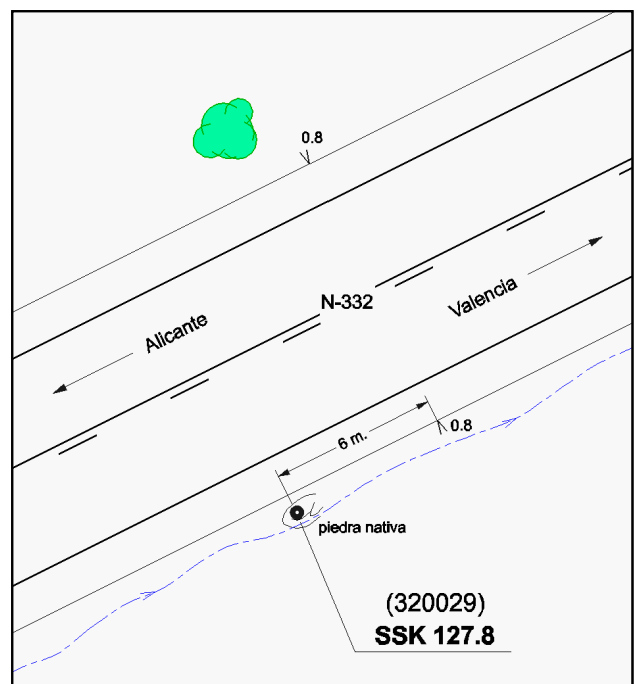 0.8
N-332
Valencia
Alicante
0.8
6 m.
piedra nativa
(320029)
SSK 127.8